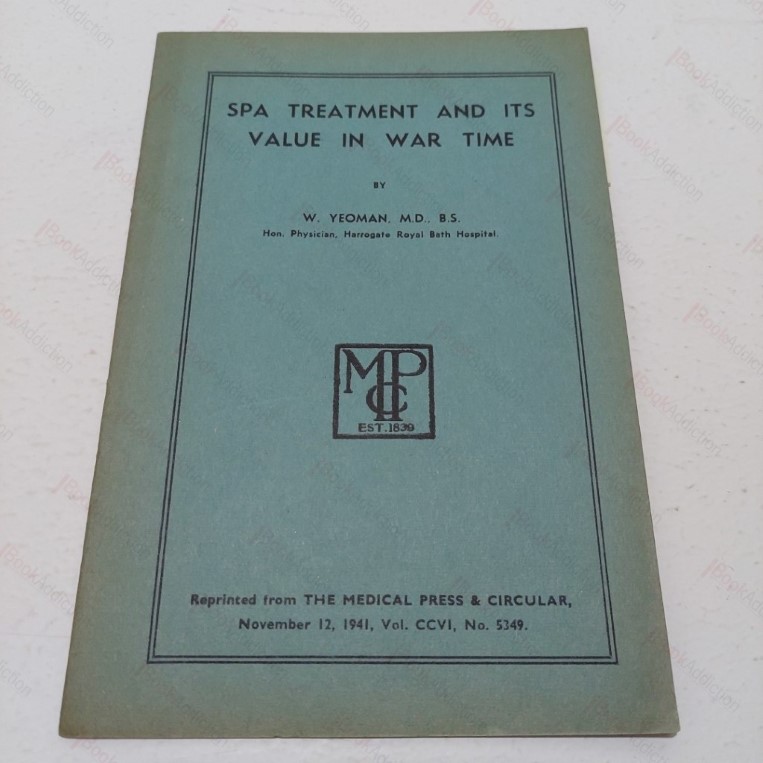 SPA TREATMENT AND ITS
VALUE IN WAR TIME
BY
W. YEOMAN, M.D., B.S.
Hon. Physician, Harrogate Royal Bath Hospital.
MPC
EST. 1839
Reprinted from THE MEDICAL PRESS & CIRCULAR,
November 12, 1941, Vol. CCVI, No. 5349.
BookAddiction